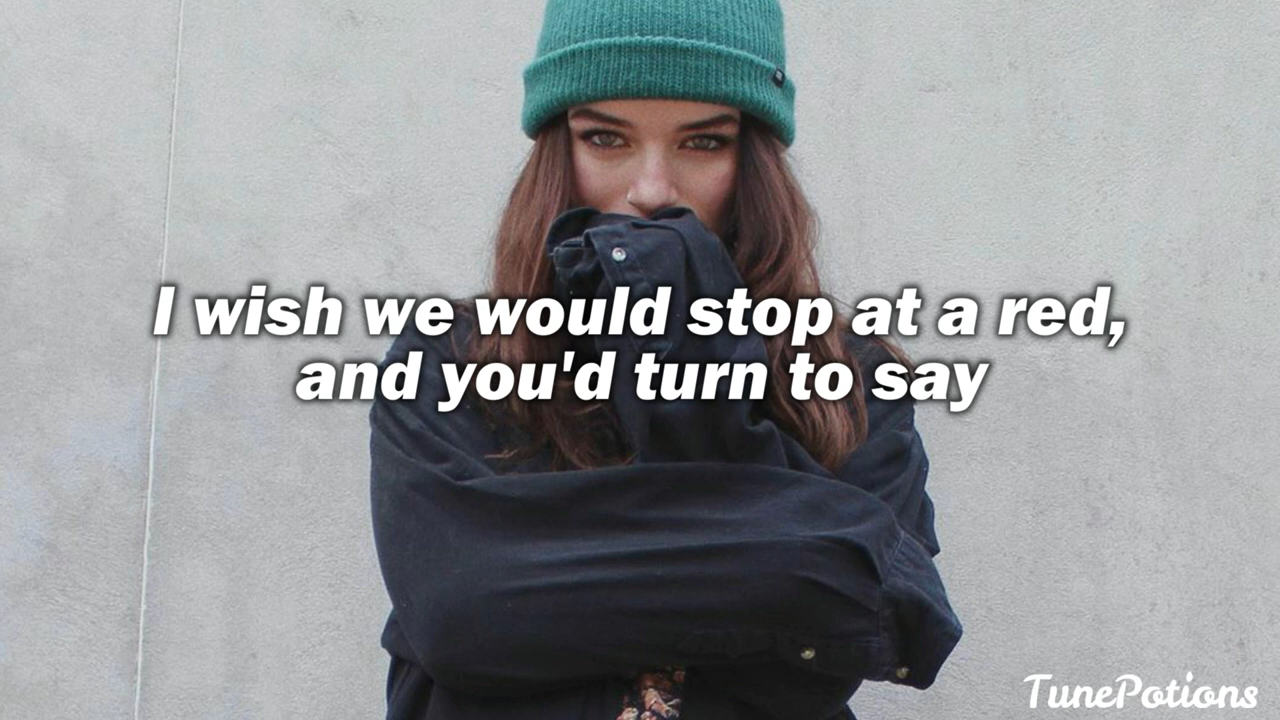 I wish we would stop at a red,
and you'd turn to say
TunePotions